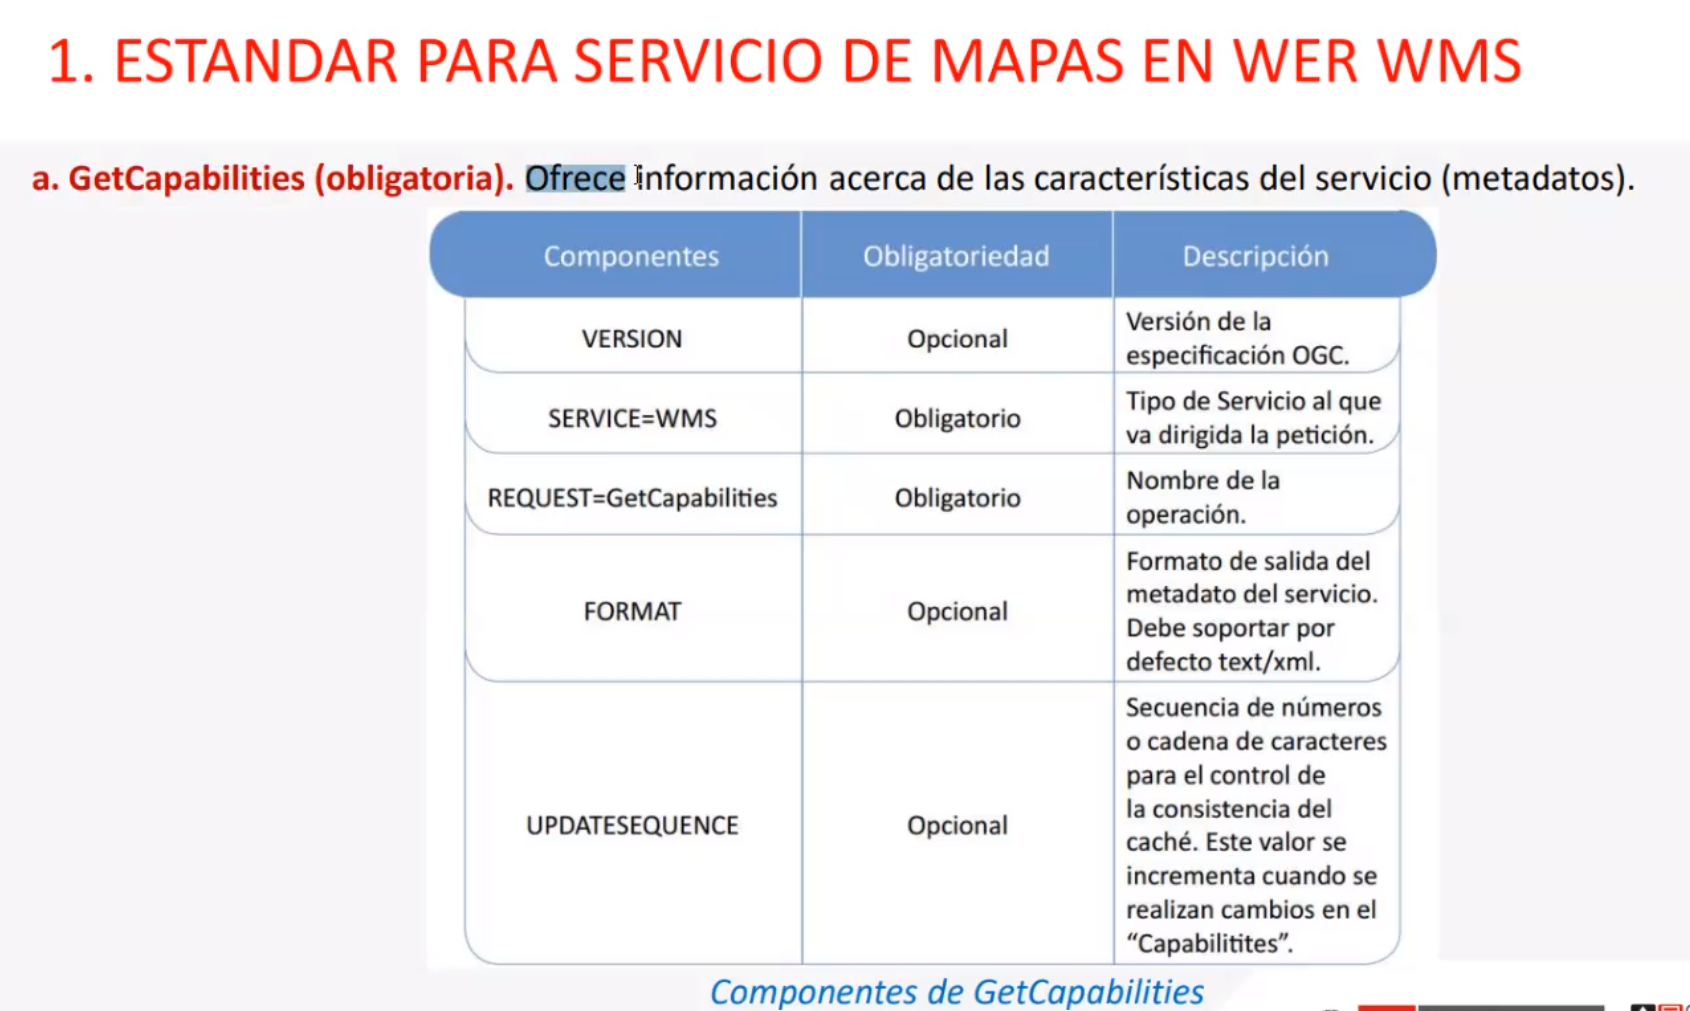 1. ESTANDAR PARA SERVICIO DE MAPAS EN WER WMS
a. GetCapabilities (obligatoria). Ofrece información acerca de las características del servicio (metadatos).
Componentes Obligatoriedad Descripción
VERSION Opcional Versión de la
especificación OGC.
SERVICE=WMS Obligatorio Tipo de Servicio al que
va dirigida la petición.
REQUEST=GetCapabilities Obligatorio Nombre de la
operación.
FORMAT Opcional Formato de salida del
metadato del servicio.
Debe soportar por
defecto text/xml.
UPDATESEQUENCE Opcional Secuencia de números
o cadena de caracteres
para el control de
la consistencia del
caché. Este valor se
incrementa cuando se
realizan cambios en el
“Capabilitites”.
Componentes de GetCapabilities